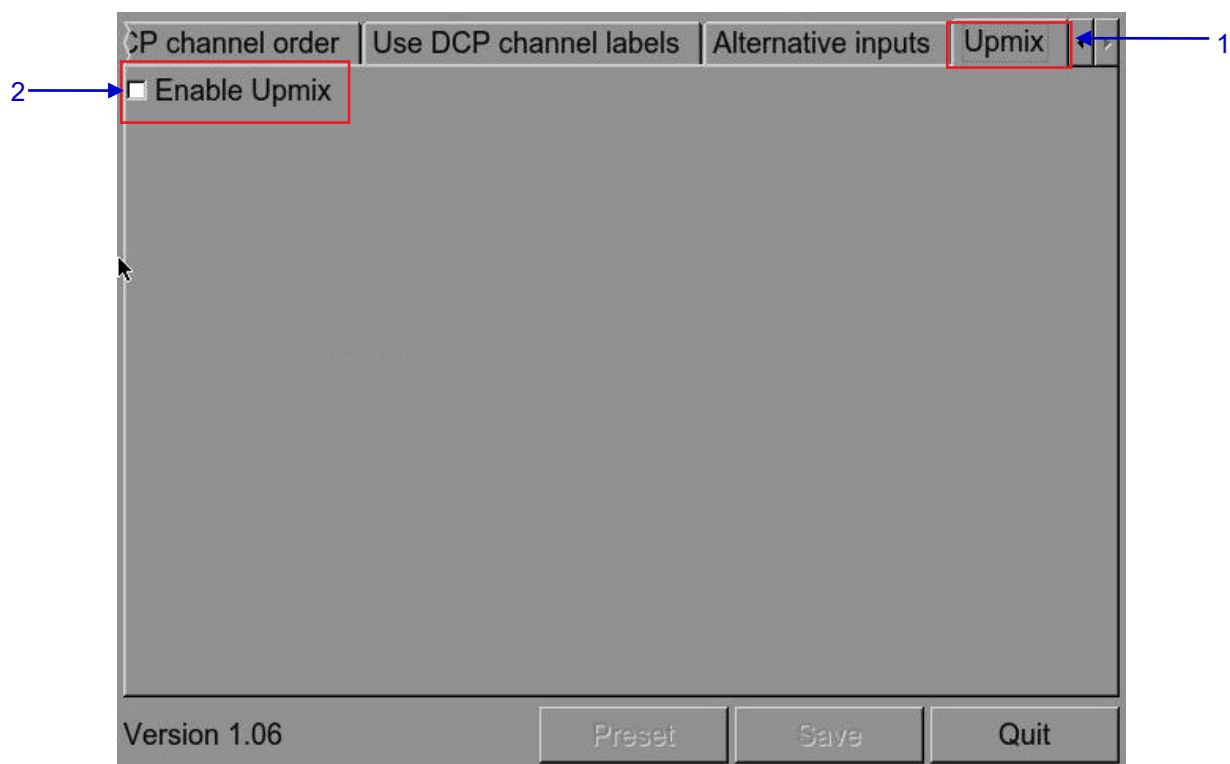 CP channel order Use DCP channel labels Alternative inputs Upmix 1
2 Enable Upmix
Version 1.06 Preset Save Quit